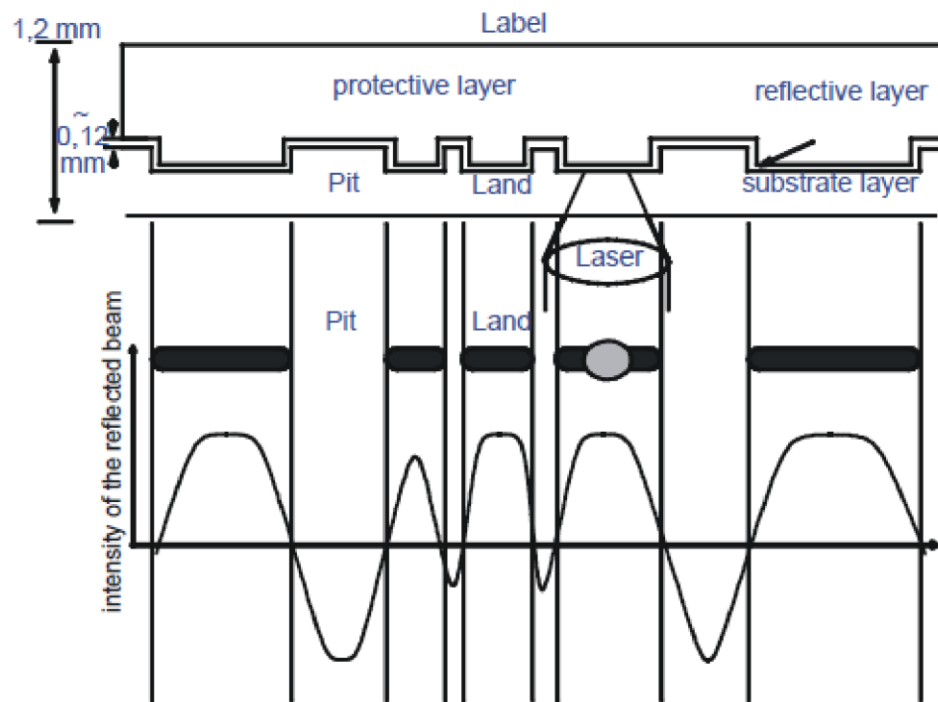 1,2 mm
Label
protective layer
reflective layer
~
0,12
mm
Pit
Land
substrate layer
Laser
Pit
Land
intensity of the reflected beam